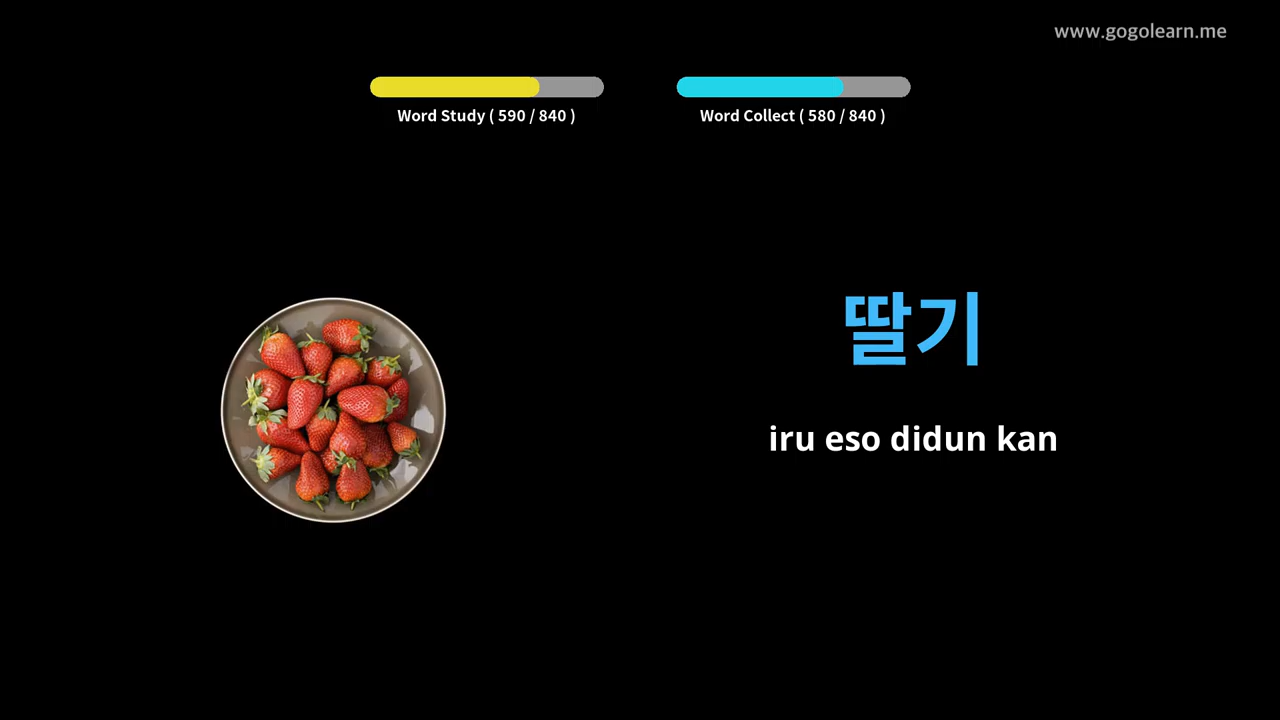 www.gogolearn.me
Word Study ( 590 / 840 )
Word Collect ( 580 / 840 )
딸기
iru eso didun kan